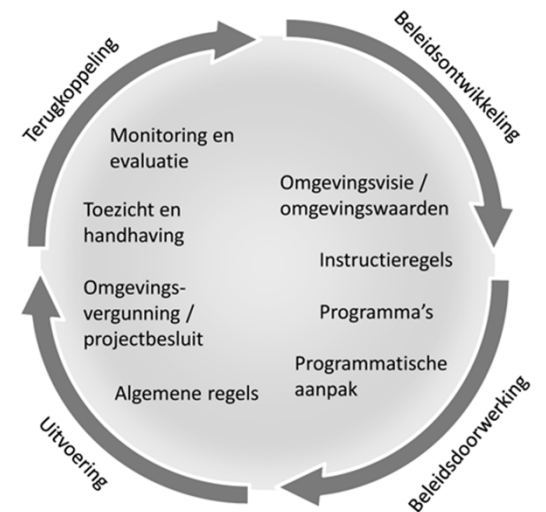 Beleidsontwikkeling
Omgevingsvisie /
omgevingswaarden
Instructieregels
Programma's
Programmatische
aanpak
Beleidsdoorwerking
Uitvoering
Algemene regels
Omgevings-
vergunning /
projectbesluit
Toezicht en
handhaving
Monitoring en
evaluatie
Terugkoppeling